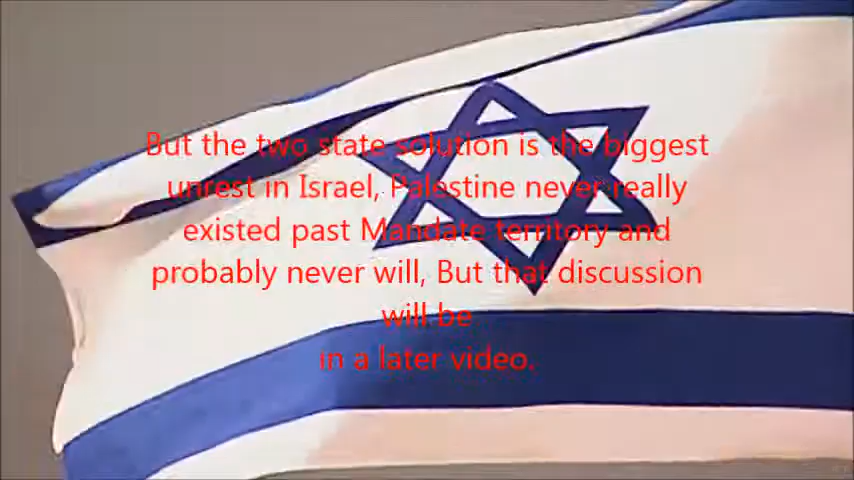 But the two state solution is the biggest
unrest in Israel, Palestine never really
existed past Mandate territory and
probably never will, But that discussion
will be
in a later video.